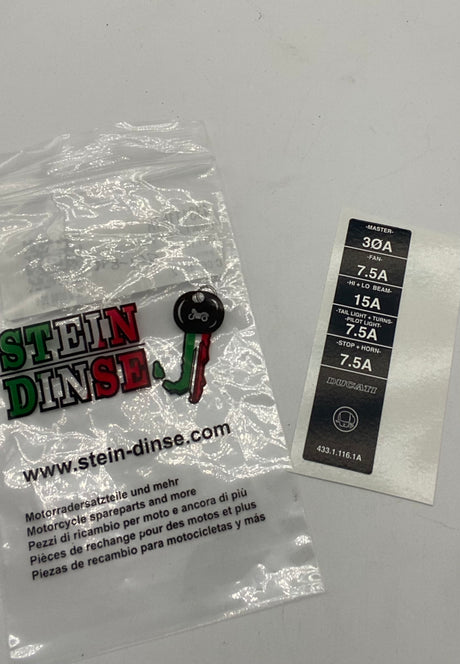 STEIN
DINSE
www.stein-dinse.com
Motorradersatzteile und mehr
Motorcycle spareparts and more
Pezzi di ricambio per moto e ancora di più
Pièces de rechange pour des motos et plus
Piezas de recambio para motocicletas y más
-MASTER-
3ØA
-FAN-
7.5A
-HI + LO BEAM-
15A
-TAIL LIGHT + TURNS-
-PILOT LIGHT-
7.5A
-STOP + HORN-
7.5A
DUCATI
433.1.116.1A